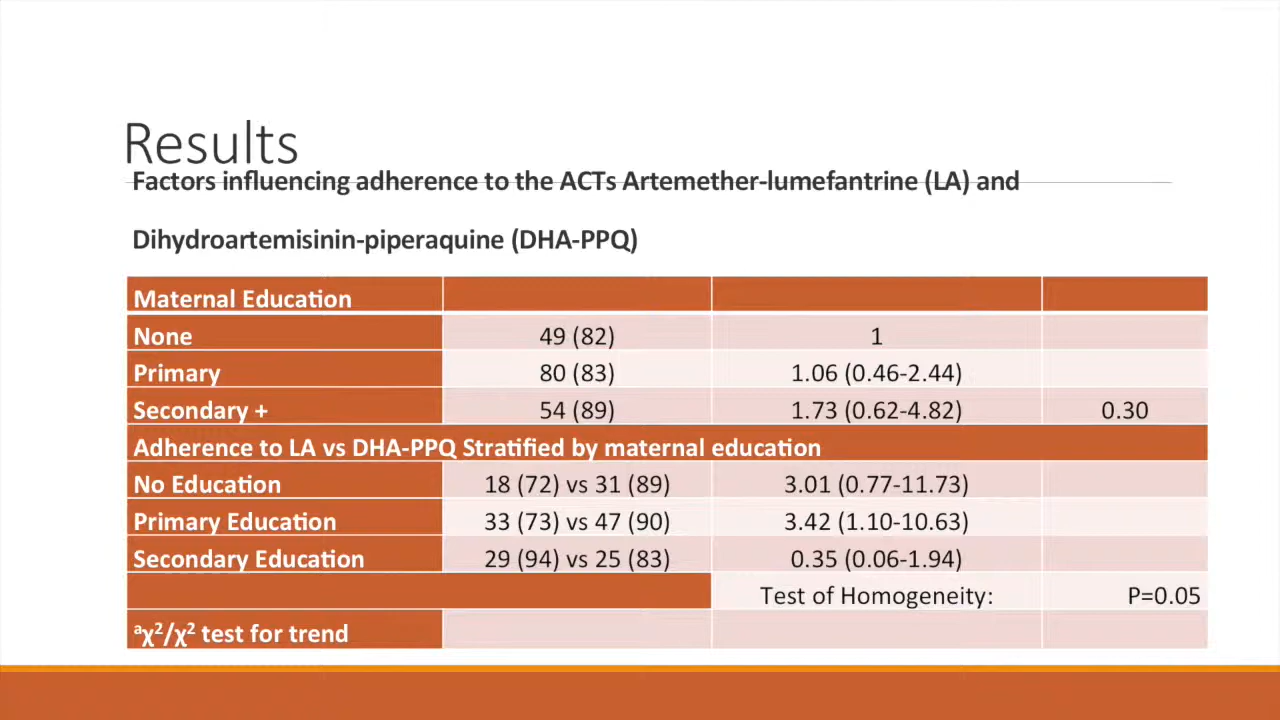 Results
Factors influencing adherence to the ACTs Artemether-lumefantrine (LA) and
Dihydroartemisinin-piperaquine (DHA-PPQ)
Maternal Education
None 49 (82) 1
Primary 80 (83) 1.06 (0.46-2.44)
Secondary + 54 (89) 1.73 (0.62-4.82) 0.30
Adherence to LA vs DHA-PPQ Stratified by maternal education
No Education 18 (72) vs 31 (89) 3.01 (0.77-11.73)
Primary Education 33 (73) vs 47 (90) 3.42 (1.10-10.63)
Secondary Education 29 (94) vs 25 (83) 0.35 (0.06-1.94)
Test of Homogeneity: P=0.05
ᵃχ²/χ² test for trend